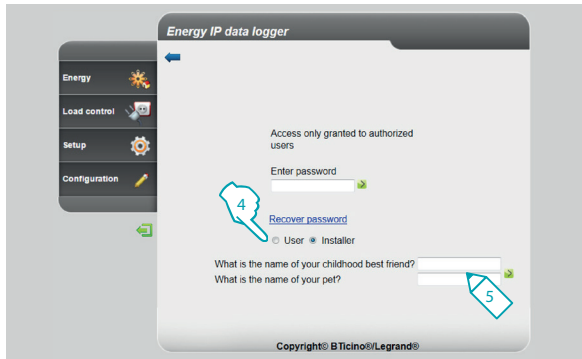 Energy IP data logger
Energy
Load control
Setup
Configuration
Access only granted to authorized
users
Enter password
4
Recover password
User Installer
What is the name of your childhood best friend?
What is the name of your pet?
5
Copyright© BTicino®/Legrand®